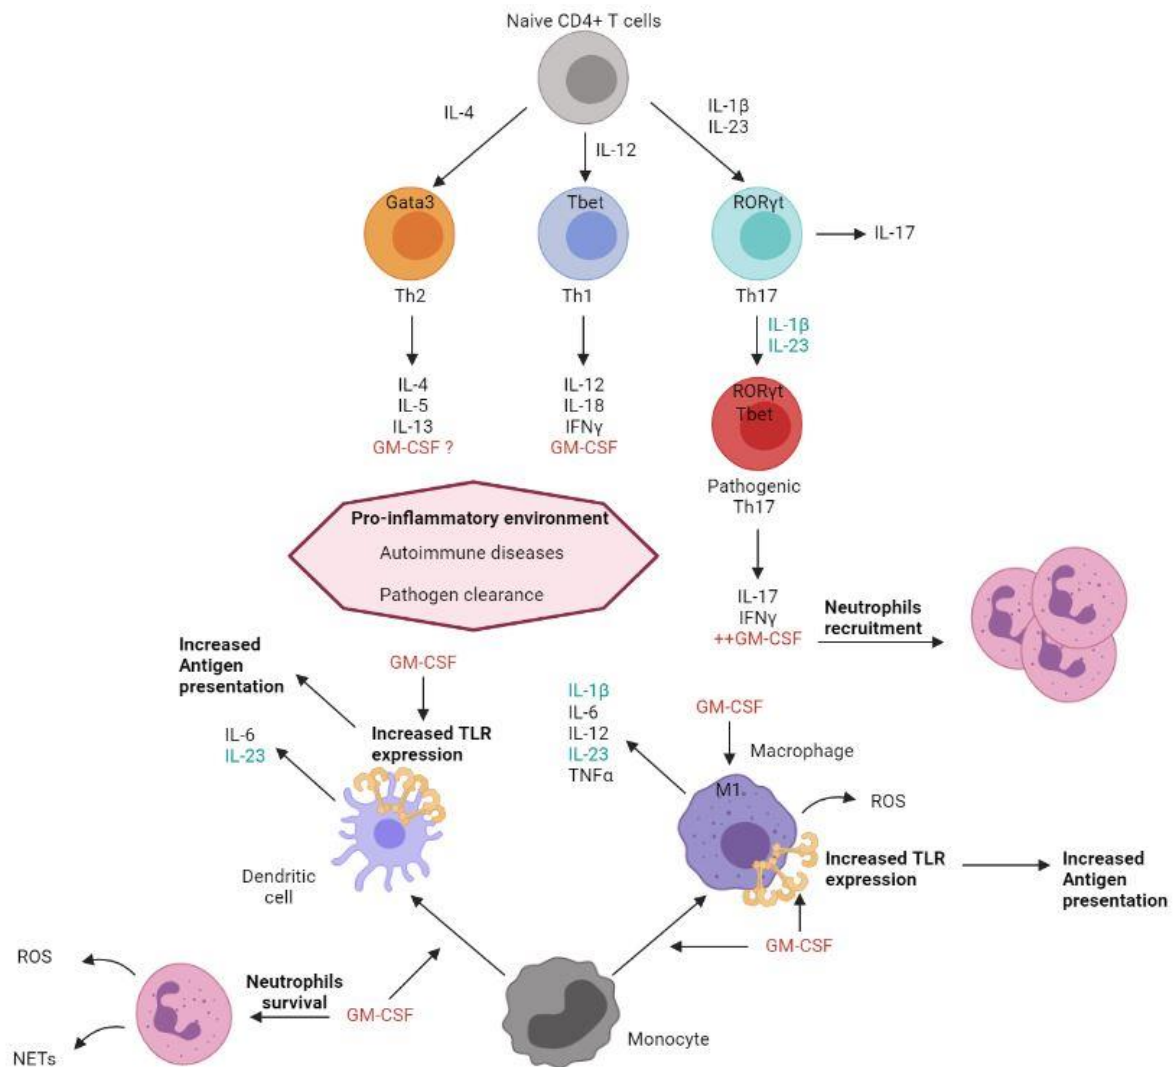 Naive CD4+ T cells
IL-4
IL-12
IL-1β
IL-23
Gata3
Tbet
RORγt
IL-17
Th2
Th1
Th17
IL-1β
IL-23
IL-4
IL-5
IL-13
GM-CSF ?
IL-12
IL-18
IFNγ
GM-CSF
RORγt
Tbet
Pathogenic
Th17
Pro-inflammatory environment
Autoimmune diseases
Pathogen clearance
IL-17
IFNγ
++GM-CSF
Neutrophils
recruitment
Increased
Antigen
presentation
GM-CSF
Increased TLR
expression
IL-6
IL-23
Dendritic
cell
IL-1β
IL-6
IL-12
IL-23
TNFα
GM-CSF
Macrophage
M1
ROS
Increased TLR
expression
Increased
Antigen
presentation
GM-CSF
ROS
NETs
Neutrophils
survival
GM-CSF
Monocyte